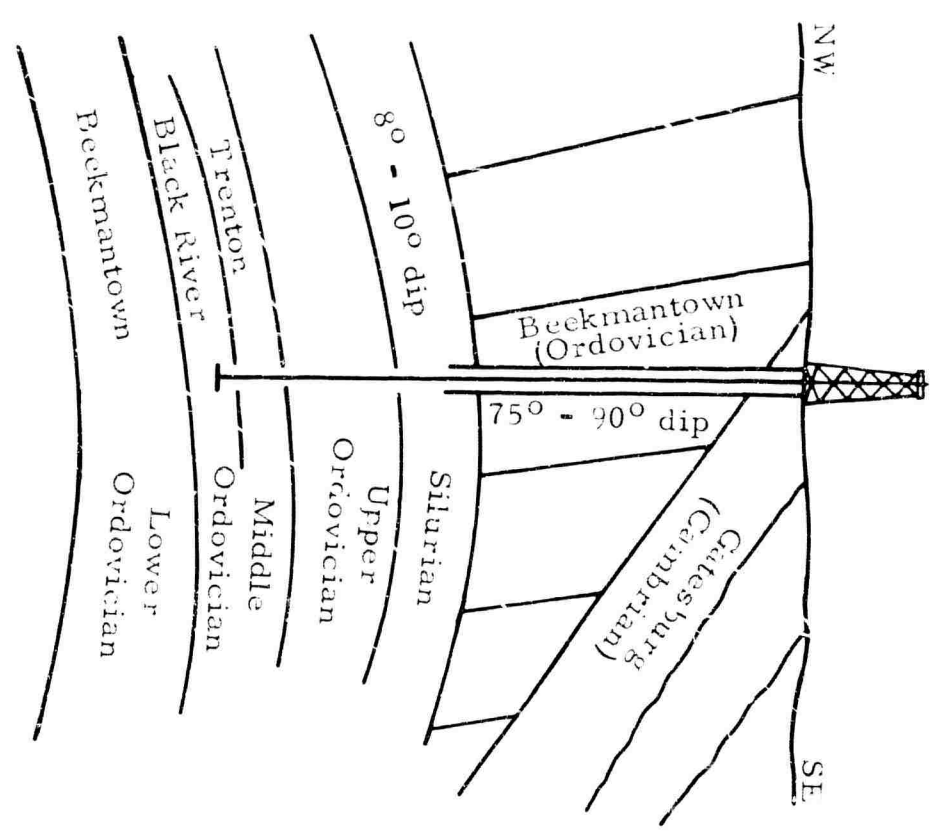 NW
SE
Beekmantown
(Ordovician)
75° - 90° dip
Gatesburg
(Cambrian)
8° - 10° dip
Silurian
Upper
Ordovician
Trenton
Middle
Ordovician
Black River
Lower
Ordovician
Beekmantown